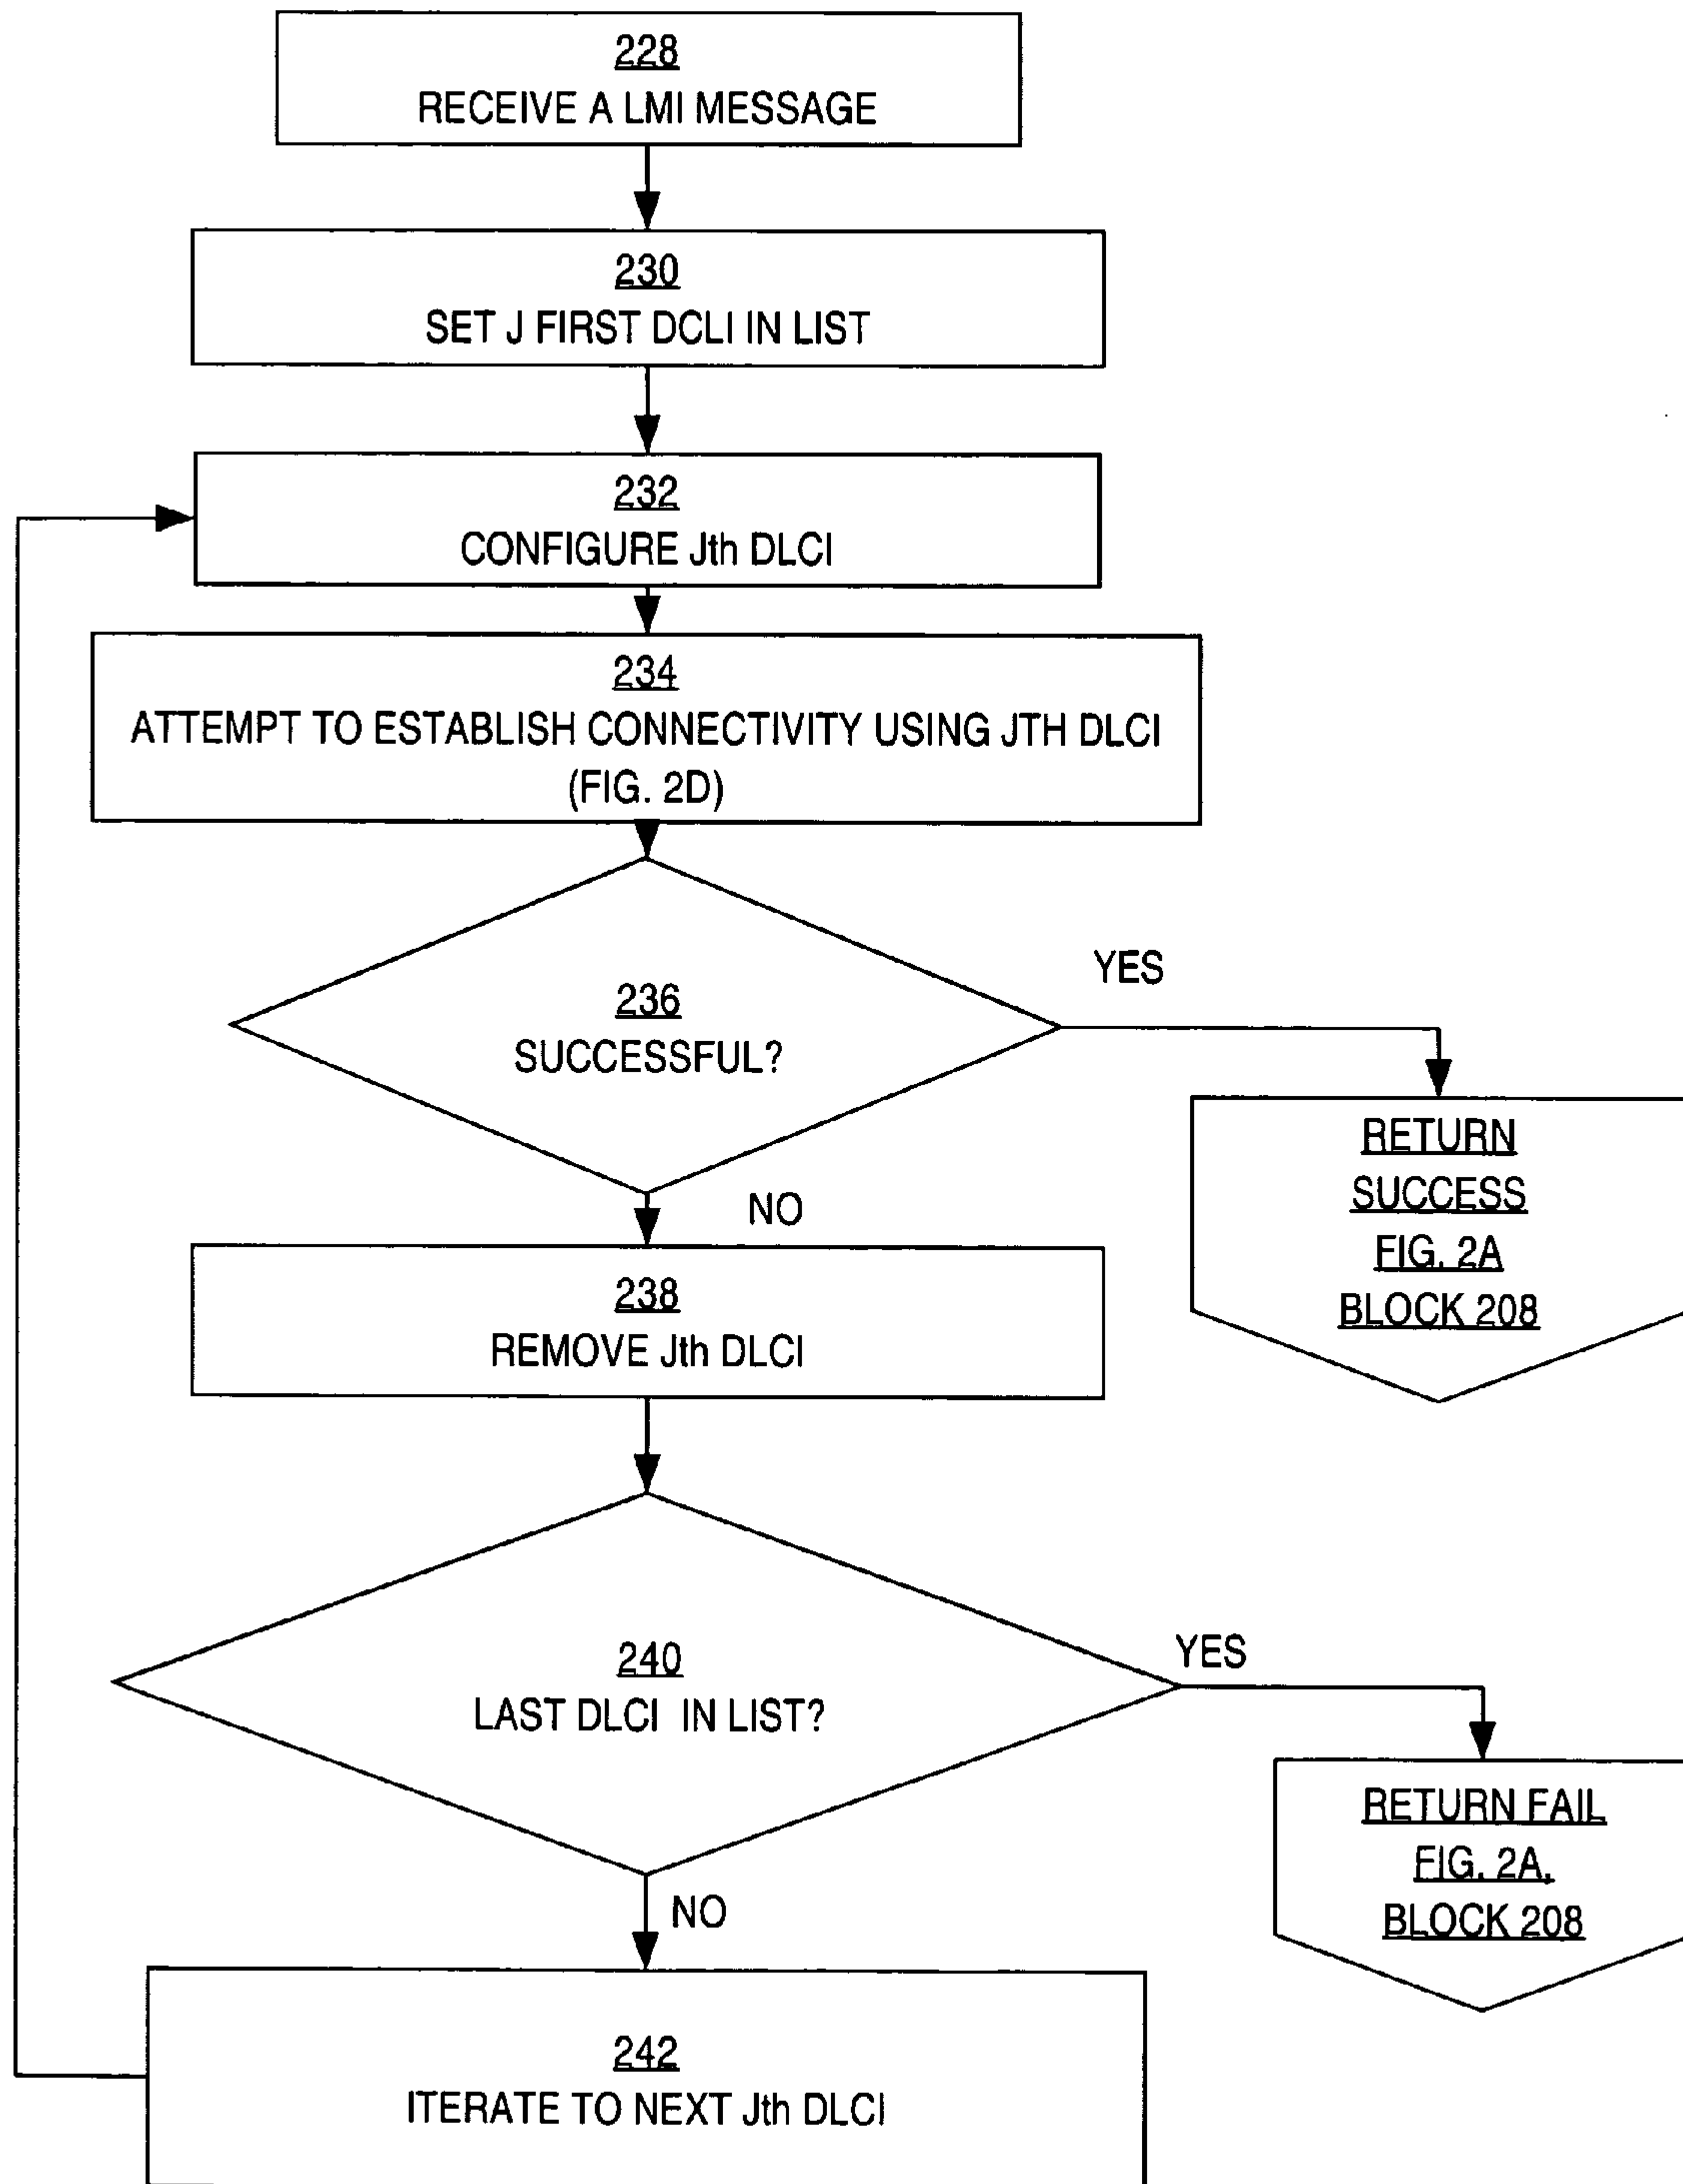 228
RECEIVE A LMI MESSAGE
230
SET J FIRST DCLI IN LIST
232
CONFIGURE Jth DLCI
234
ATTEMPT TO ESTABLISH CONNECTIVITY USING JTH DLCI
(FIG. 2D)
236
SUCCESSFUL?
YES
RETURN
SUCCESS
FIG. 2A
BLOCK 208
NO
238
REMOVE Jth DLCI
240
LAST DLCI IN LIST?
YES
RETURN FAIL
FIG. 2A,
BLOCK 208
NO
242
ITERATE TO NEXT Jth DLCI